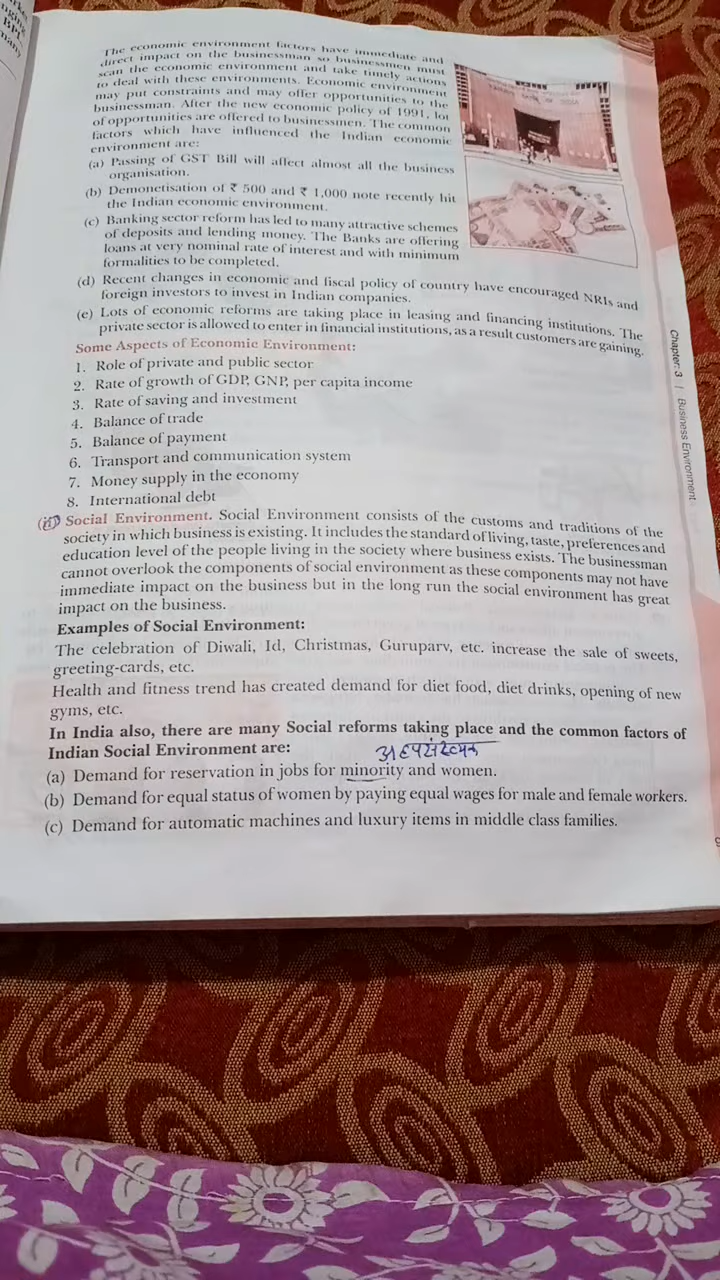 The economic environment factors have immediate and
direct impact on the businessman so businessmen must
scan the economic environment and take timely actions
to deal with these environments. Economic environment
may put constraints and may offer opportunities to the
businessman. After the new economic policy of 1991, lot
of opportunities are offered to businessmen. The common
factors which have influenced the Indian economic
environment are:
(a) Passing of GST Bill will affect almost all the business
organisation.
(b) Demonetisation of ₹ 500 and ₹ 1,000 note recently hit
the Indian economic environment.
(c) Banking sector reform has led to many attractive schemes
of deposits and lending money. The Banks are offering
loans at very nominal rate of interest and with minimum
formalities to be completed.
(d) Recent changes in economic and fiscal policy of country have encouraged NRIs and
foreign investors to invest in Indian companies.
(e) Lots of economic reforms are taking place in leasing and financing institutions. The
private sector is allowed to enter in financial institutions, as a result customers are gaining.
Some Aspects of Economic Environment:
1. Role of private and public sector
2. Rate of growth of GDP, GNP, per capita income
3. Rate of saving and investment
4. Balance of trade
5. Balance of payment
6. Transport and communication system
7. Money supply in the economy
8. International debt
Social Environment. Social Environment consists of the customs and traditions of the
society in which business is existing. It includes the standard of living, taste, preferences and
education level of the people living in the society where business exists. The businessman
cannot overlook the components of social environment as these components may not have
immediate impact on the business but in the long run the social environment has great
impact on the business.
Examples of Social Environment:
The celebration of Diwali, Id, Christmas, Guruparv, etc. increase the sale of sweets,
greeting-cards, etc.
Health and fitness trend has created demand for diet food, diet drinks, opening of new
gyms, etc.
In India also, there are many Social reforms taking place and the common factors of
Indian Social Environment are:
(a) Demand for reservation in jobs for minority and women.
(b) Demand for equal status of women by paying equal wages for male and female workers.
(c) Demand for automatic machines and luxury items in middle class families.
Chapter: 3 | Business Environment